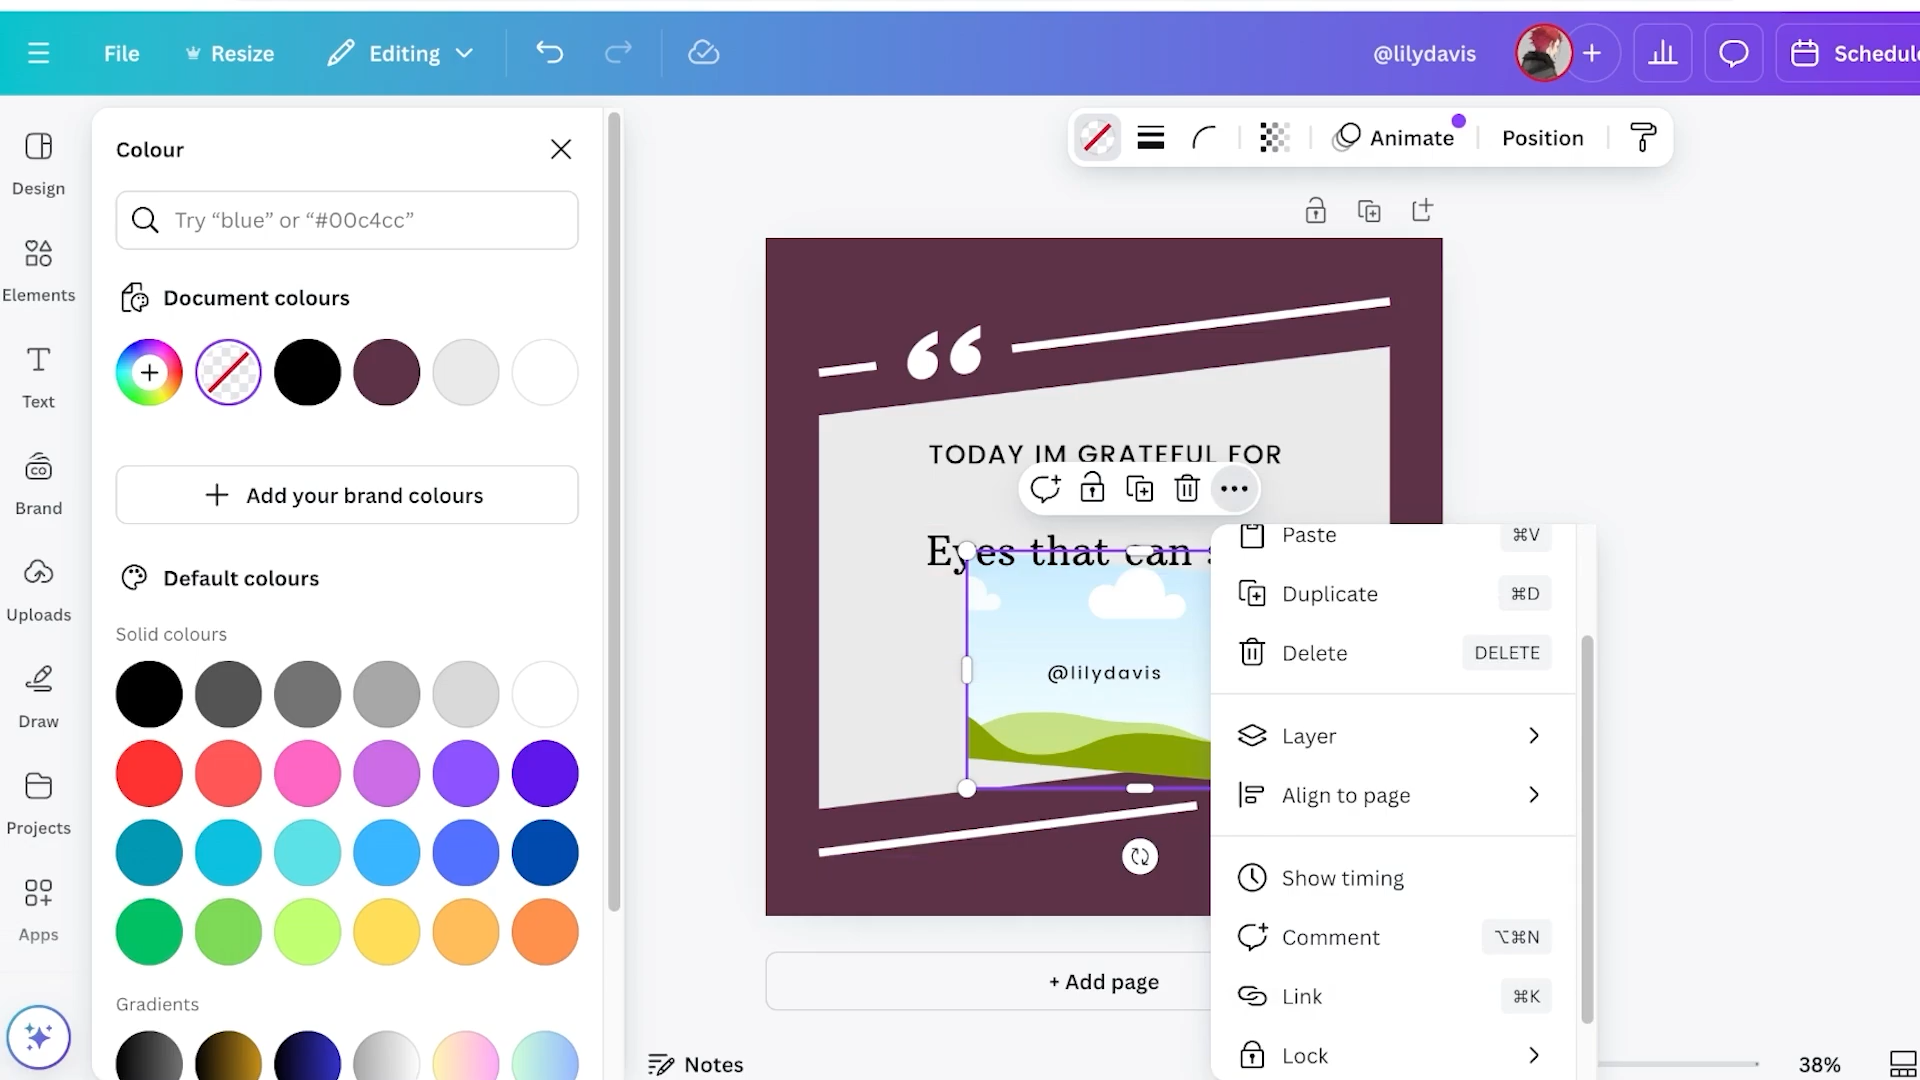 File
Resize
Editing
@lilydavis
Schedul
Design
Elements
Text
Brand
CO
Uploads
Draw
Projects
Apps
Colour
Try “blue” or “#00c4cc”
Document colours
Add your brand colours
Default colours
Solid colours
Gradients
Animate
Position
TODAY IM GRATEFUL FOR
Eyes that can
@lilydavis
Paste ⌘V
Duplicate ⌘D
Delete DELETE
Layer
Align to page
Show timing
Comment ⌥⌘N
Link ⌘K
Lock
+ Add page
Notes
38%